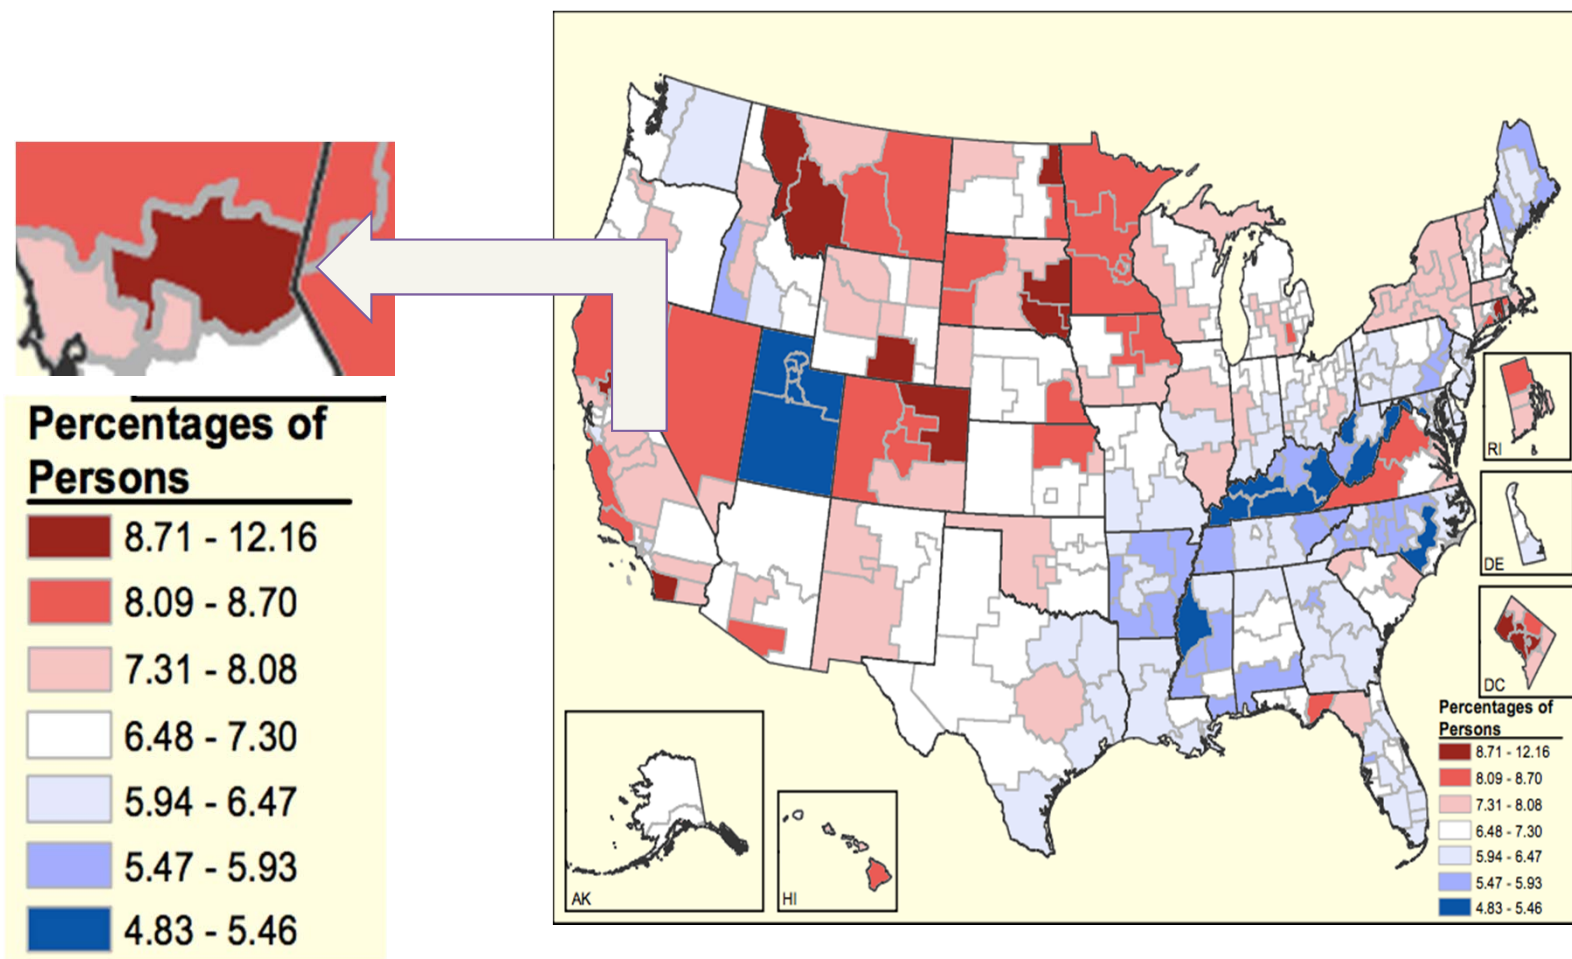 Percentages of
Persons
8.71 - 12.16
8.09 - 8.70
7.31 - 8.08
6.48 - 7.30
5.94 - 6.47
5.47 - 5.93
4.83 - 5.46
AK
HI
RI
DE
DC
Percentages of
Persons
8.71 - 12.16
8.09 - 8.70
7.31 - 8.08
6.48 - 7.30
5.94 - 6.47
5.47 - 5.93
4.83 - 5.46